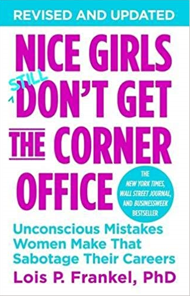 REVISED AND UPDATED
NICE GIRLS
STILL
DON'T GET
THE CORNER
OFFICE
THE
NEW YORK TIMES,
WALL STREET JOURNAL,
AND BUSINESSWEEK
BESTSELLER
Unconscious Mistakes
Women Make That
Sabotage Their Careers
Lois P. Frankel, PhD